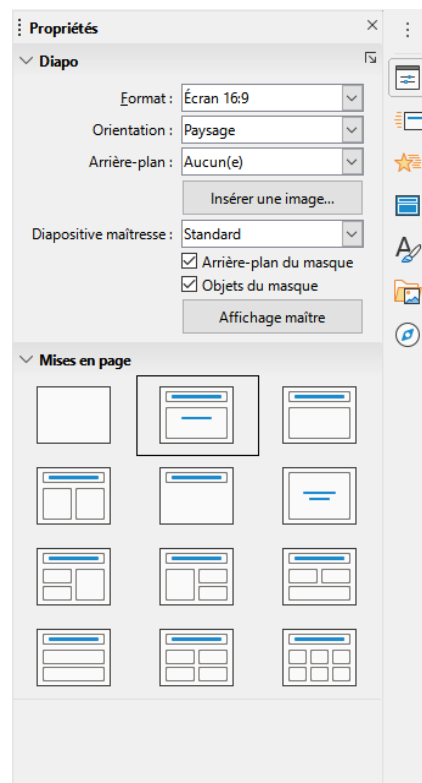 Propriétés
Diapo
Format : Écran 16:9
Orientation : Paysage
Arrière-plan : Aucun(e)
Insérer une image...
Diapositive maîtresse : Standard
Arrière-plan du masque
Objets du masque
Affichage maître
Mises en page